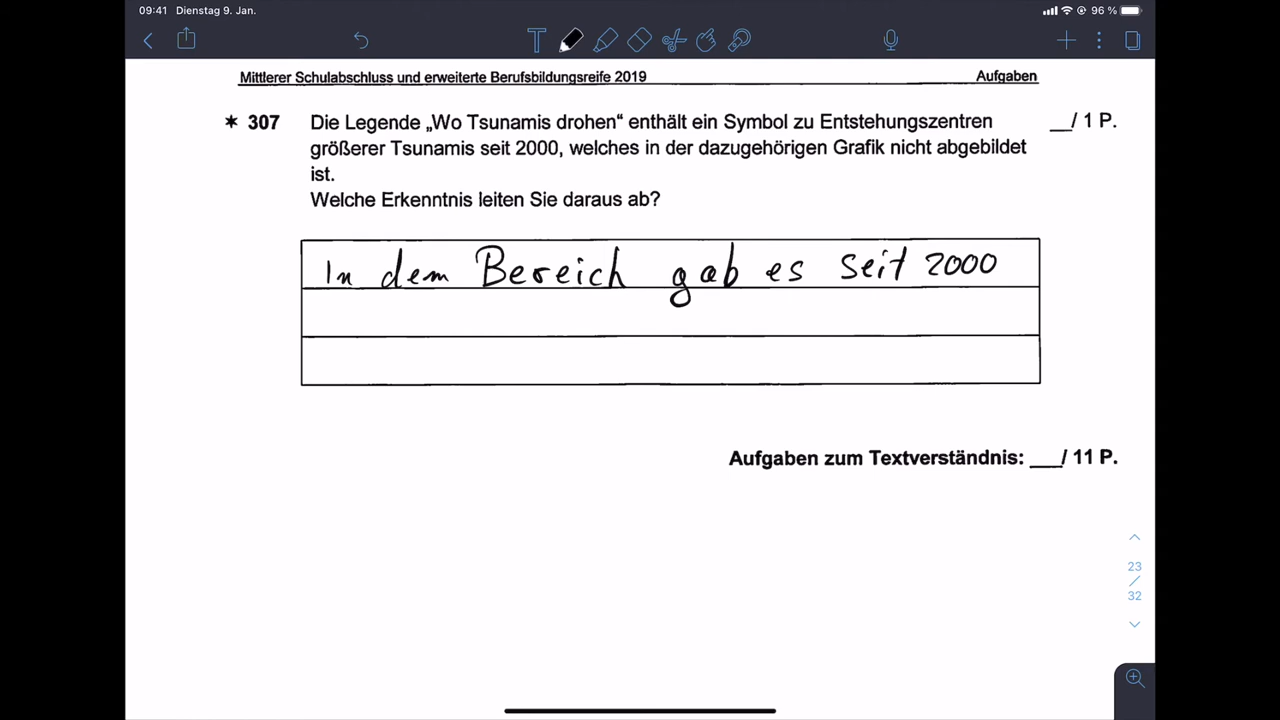 09:41 Dienstag 9. Jan.
96 %
Mittlerer Schulabschluss und erweiterte Berufsbildungsreife 2019 Aufgaben
* 307 Die Legende „Wo Tsunamis drohen“ enthält ein Symbol zu Entstehungszentren __/ 1 P.
größerer Tsunamis seit 2000, welches in der dazugehörigen Grafik nicht abgebildet
ist.
Welche Erkenntnis leiten Sie daraus ab?
In dem Bereich gab es seit 2000
Aufgaben zum Textverständnis: ___/ 11 P.
23
/
32